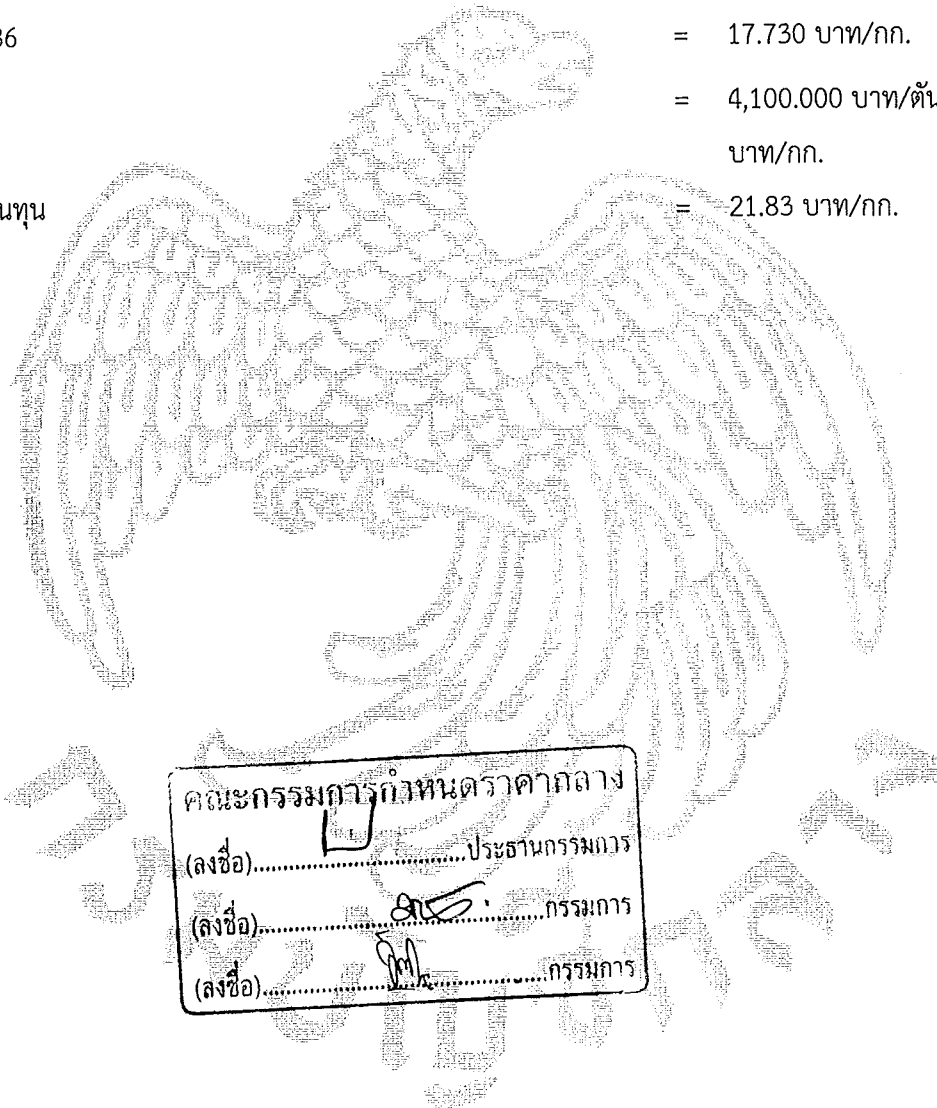 36 = 17.730 บาท/กก.
= 4,100.000 บาท/ตัน
บาท/กก.
นทุน = 21.83 บาท/กก.
คณะกรรมการกำหนดราคากลาง
(ลงชื่อ)..............................ประธานกรรมการ
(ลงชื่อ)..............................กรรมการ
(ลงชื่อ)..............................กรรมการ